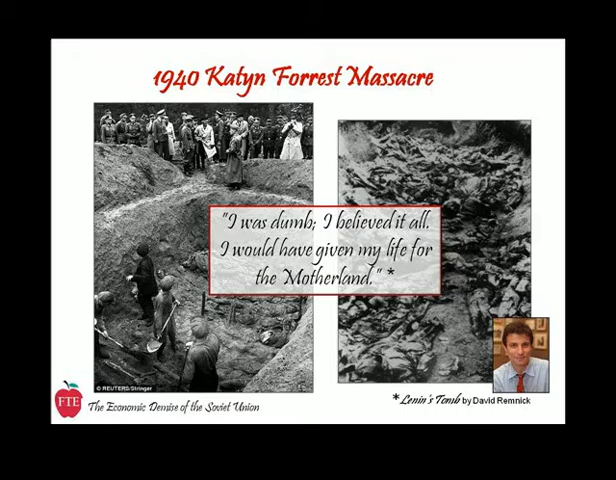 1940 Katyn Forrest Massacre
"I was dumb; I believed it all.
I would have given my life for
the Motherland." *
© REUTERS/Stringer
FTE
The Economic Demise of the Soviet Union
* Lenin's Tomb by David Remnick